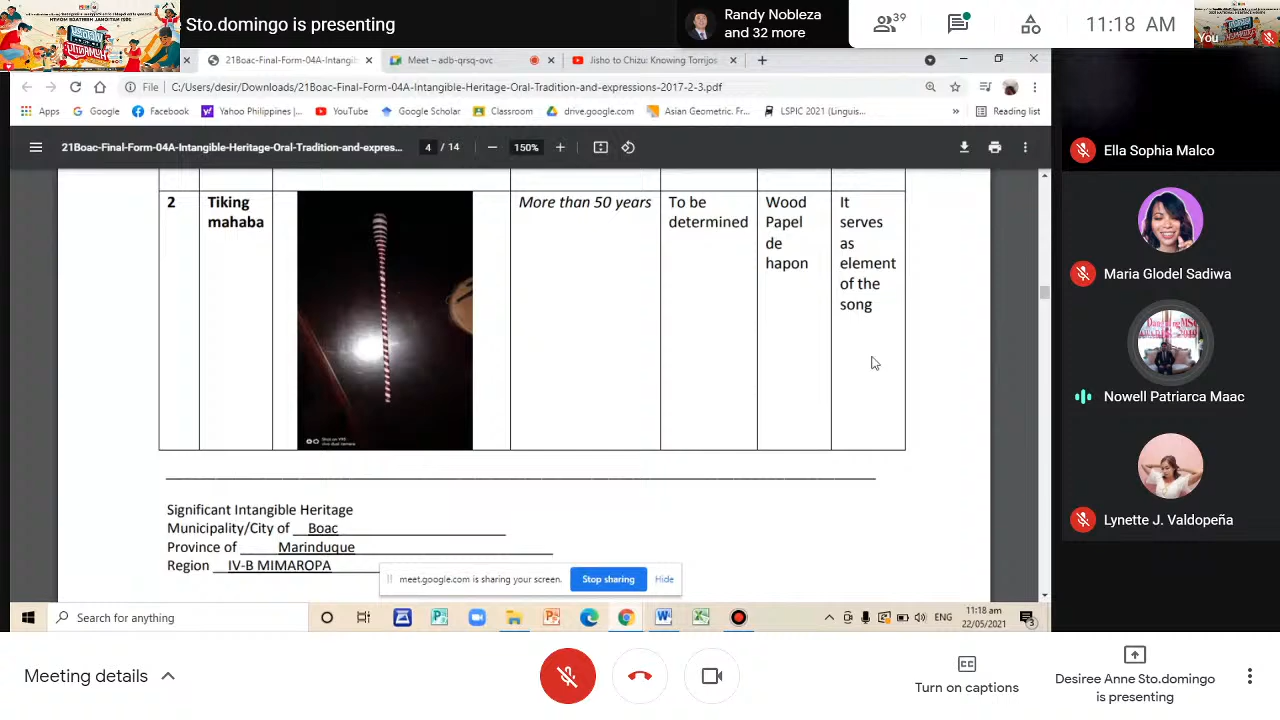 Sto.domingo is presenting
Randy Nobleza
and 32 more
39
11:18 AM
You
21Boac-Final-Form-04A-Intangib
Meet – adb-qrsq-ovc
Jisho to Chizu: Knowing Torrijos
File | C:/Users/desir/Downloads/21Boac-Final-Form-04A-Intangible-Heritage-Oral-Tradition-and-expressions-2017-2-3.pdf
Apps
Google
Facebook
Yahoo Philippines |...
YouTube
Google Scholar
Classroom
drive.google.com
Asian Geometric. Fr...
LSPIC 2021 (Linguis...
»
Reading list
21Boac-Final-Form-04A-Intangible-Heritage-Oral-Tradition-and-expres...
4 / 14
150%
2
Tiking
mahaba
More than 50 years
To be
determined
Wood
Papel
de
hapon
It
serves
as
element
of the
song
Significant Intangible Heritage
Municipality/City of Boac
Province of Marinduque
Region IV-B MIMAROPA
meet.google.com is sharing your screen.
Stop sharing
Hide
Search for anything
ENG
11:18 am
22/05/2021
3
Ella Sophia Malco
Maria Glodel Sadiwa
Nowell Patriarca Maac
Lynette J. Valdopeña
Meeting details
Turn on captions
Desiree Anne Sto.domingo
is presenting